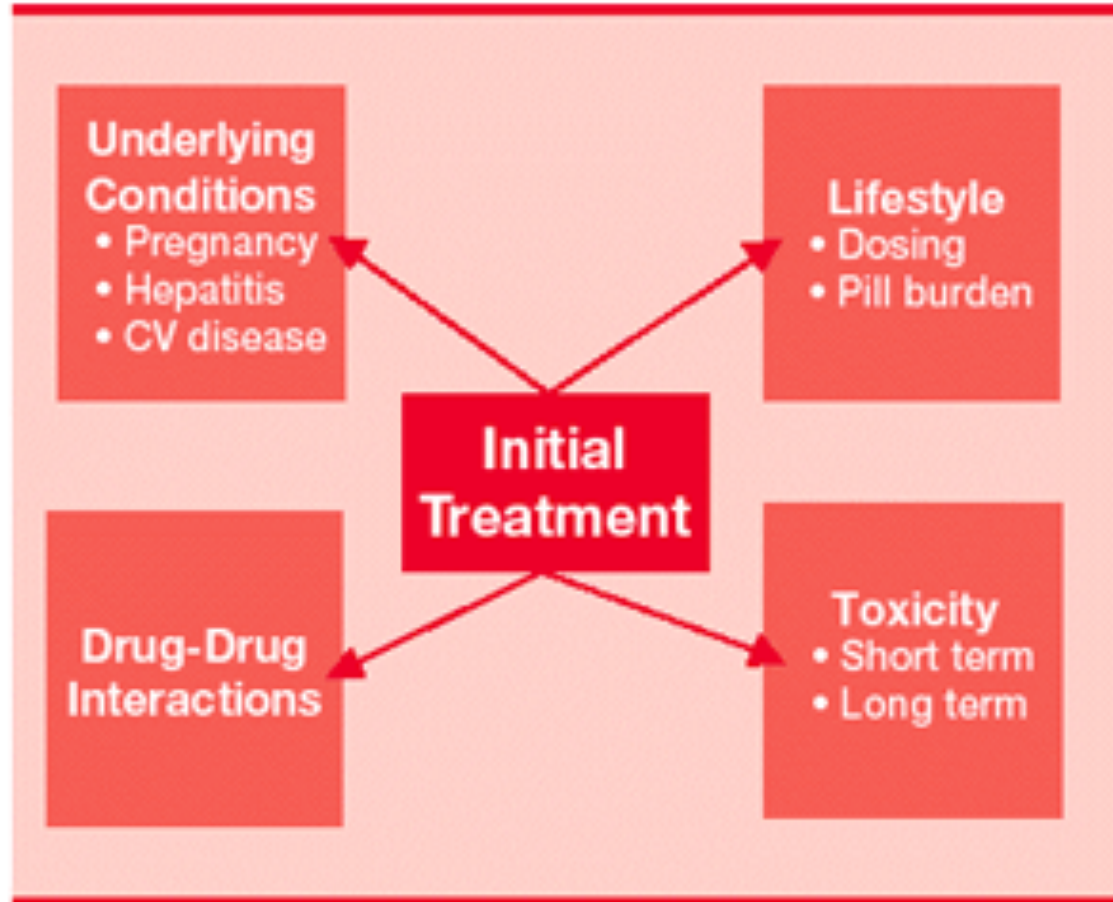 Underlying
Conditions
• Pregnancy
• Hepatitis
• CV disease
Lifestyle
• Dosing
• Pill burden
Initial
Treatment
Drug-Drug
Interactions
Toxicity
• Short term
• Long term